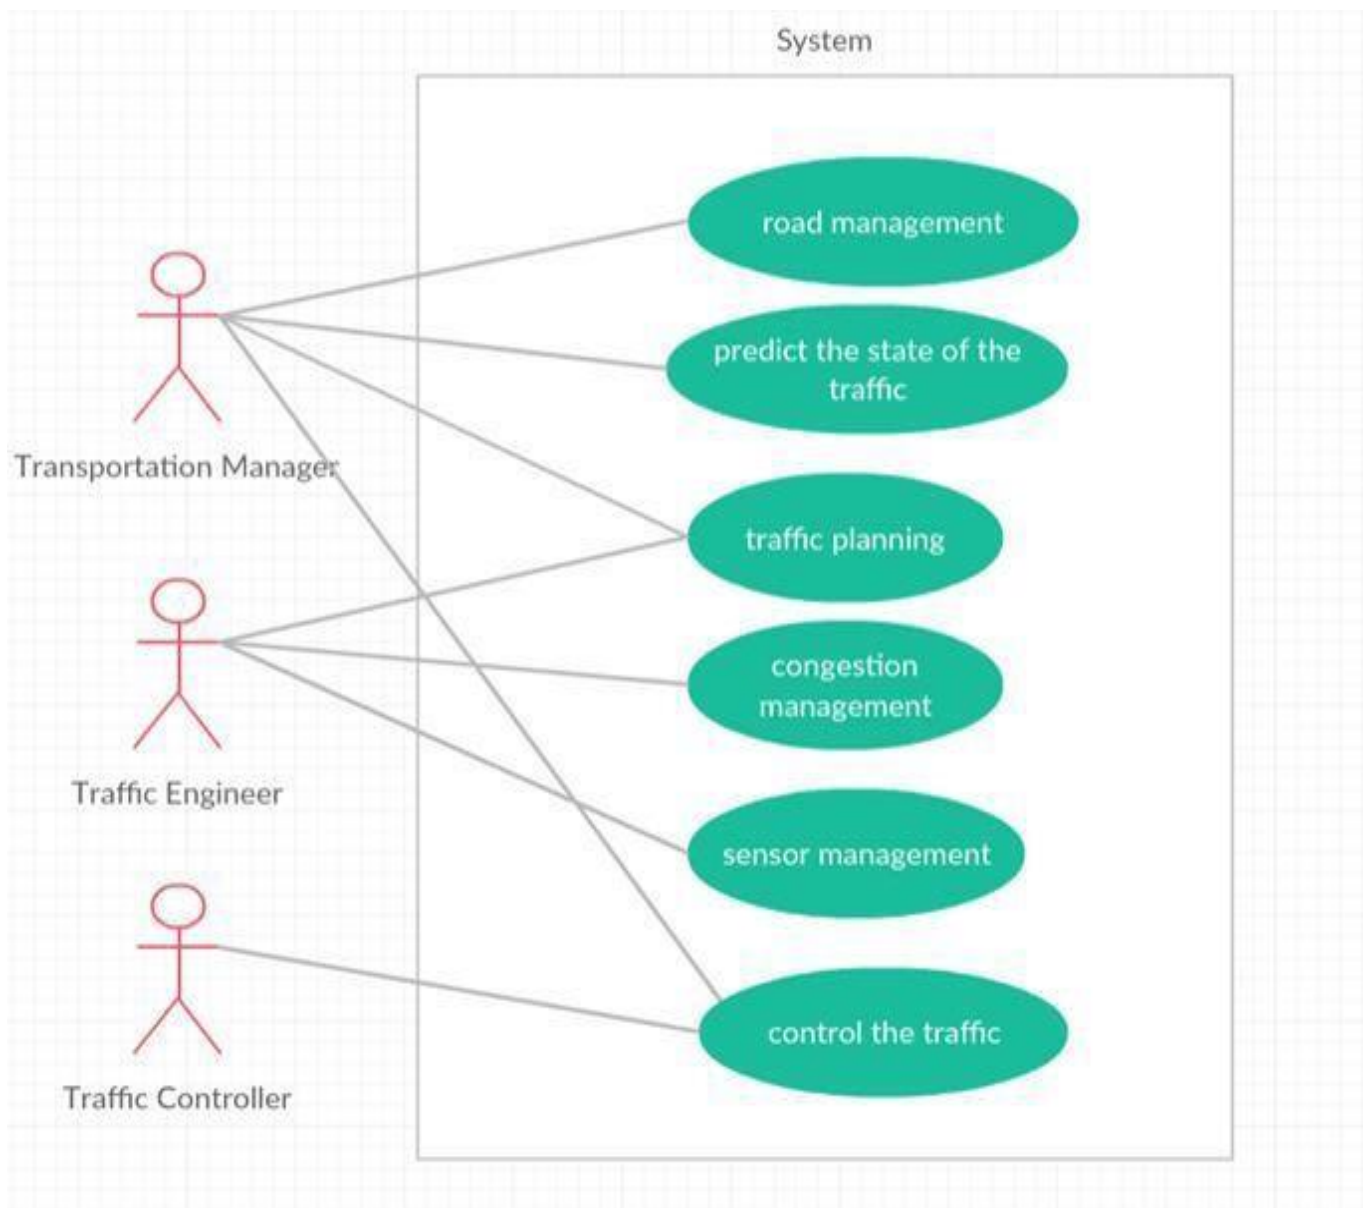 System
road management
predict the state of the
traffic
Transportation Manager
traffic planning
congestion
management
Traffic Engineer
sensor management
control the traffic
Traffic Controller